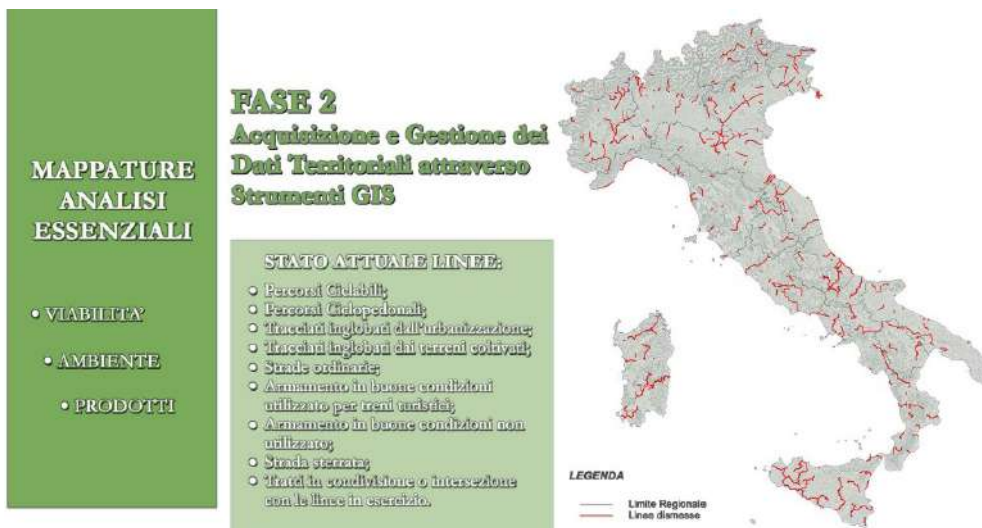 MAPPATURE
ANALISI
ESSENZIALI
• VIABILITA'
• AMBIENTE
• PRODOTTI
FASE 2
Acquisizione e Gestione dei
Dati Territoriali attraverso
Strumenti GIS
STATO ATTUALE LINEE:
• Percorsi Ciclabili;
• Percorsi Ciclopedonali;
• Tracciati inglobati dall'urbanizzazione;
• Tracciati inglobati dai terreni coltivati;
• Strade ordinarie;
• Armamento in buone condizioni
utilizzato per treni turistici;
• Armamento in buone condizioni non
utilizzato;
• Strada sterrata;
• Tratti in condivisione o intersezione
con le linee in esercizio.
LEGENDA
Limite Regionale
Linee dismesse